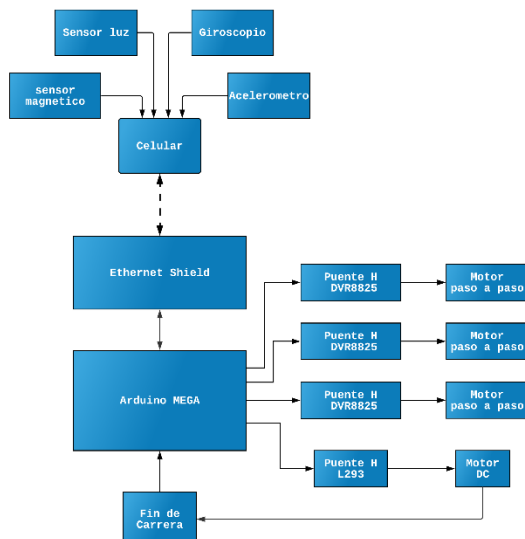 Sensor luz
Giroscopio
sensor
magnetico
Acelerometro
Celular
Ethernet Shield
Puente H
DVR8825
Motor
paso a paso
Puente H
DVR8825
Motor
paso a paso
Arduino MEGA
Puente H
DVR8825
Motor
paso a paso
Puente H
L293
Motor
DC
Fin de
Carrera